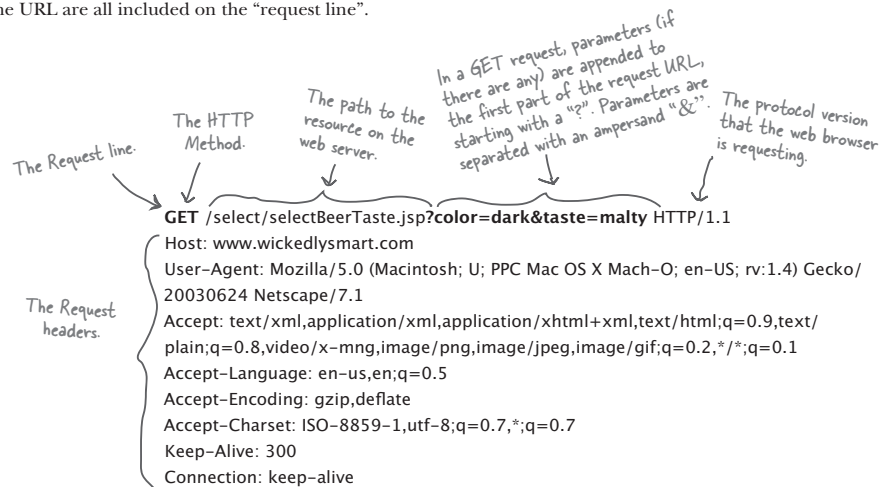 ne URL are all included on the “request line”.
The Request line.
The HTTP
Method.
The path to the
resource on the
web server.
In a GET request, parameters (if
there are any) are appended to
the first part of the request URL,
starting with a “?”. Parameters are
separated with an ampersand “&”.
The protocol version
that the web browser
is requesting.
GET /select/selectBeerTaste.jsp?color=dark&taste=malty HTTP/1.1
Host: www.wickedlysmart.com
User-Agent: Mozilla/5.0 (Macintosh; U; PPC Mac OS X Mach-O; en-US; rv:1.4) Gecko/
20030624 Netscape/7.1
The Request
headers.
Accept: text/xml,application/xml,application/xhtml+xml,text/html;q=0.9,text/
plain;q=0.8,video/x-mng,image/png,image/jpeg,image/gif;q=0.2,*/*;q=0.1
Accept-Language: en-us,en;q=0.5
Accept-Encoding: gzip,deflate
Accept-Charset: ISO-8859-1,utf-8;q=0.7,*;q=0.7
Keep-Alive: 300
Connection: keep-alive